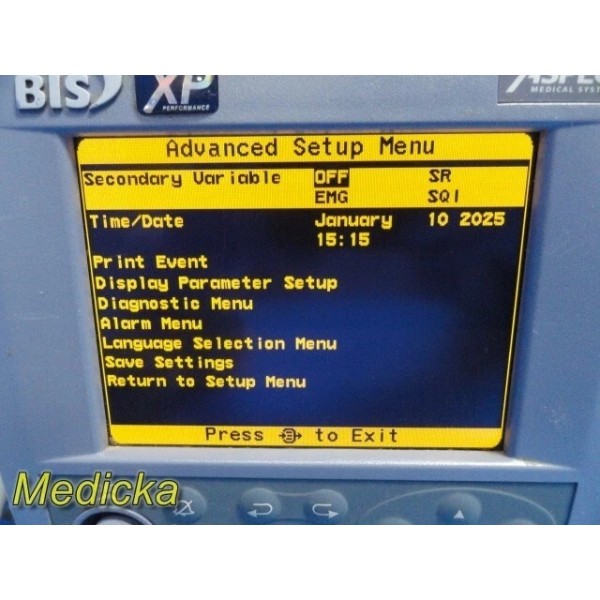 BIS XP
PERFORMANCE
ASPEC
MEDICAL SYST
Advanced Setup Menu
Secondary Variable OFF SR
EMG SQI
Time/Date January 10 2025
15:15
Print Event
Display Parameter Setup
Diagnostic Menu
Alarm Menu
Language Selection Menu
Save Settings
Return to Setup Menu
Press to Exit
Medicka